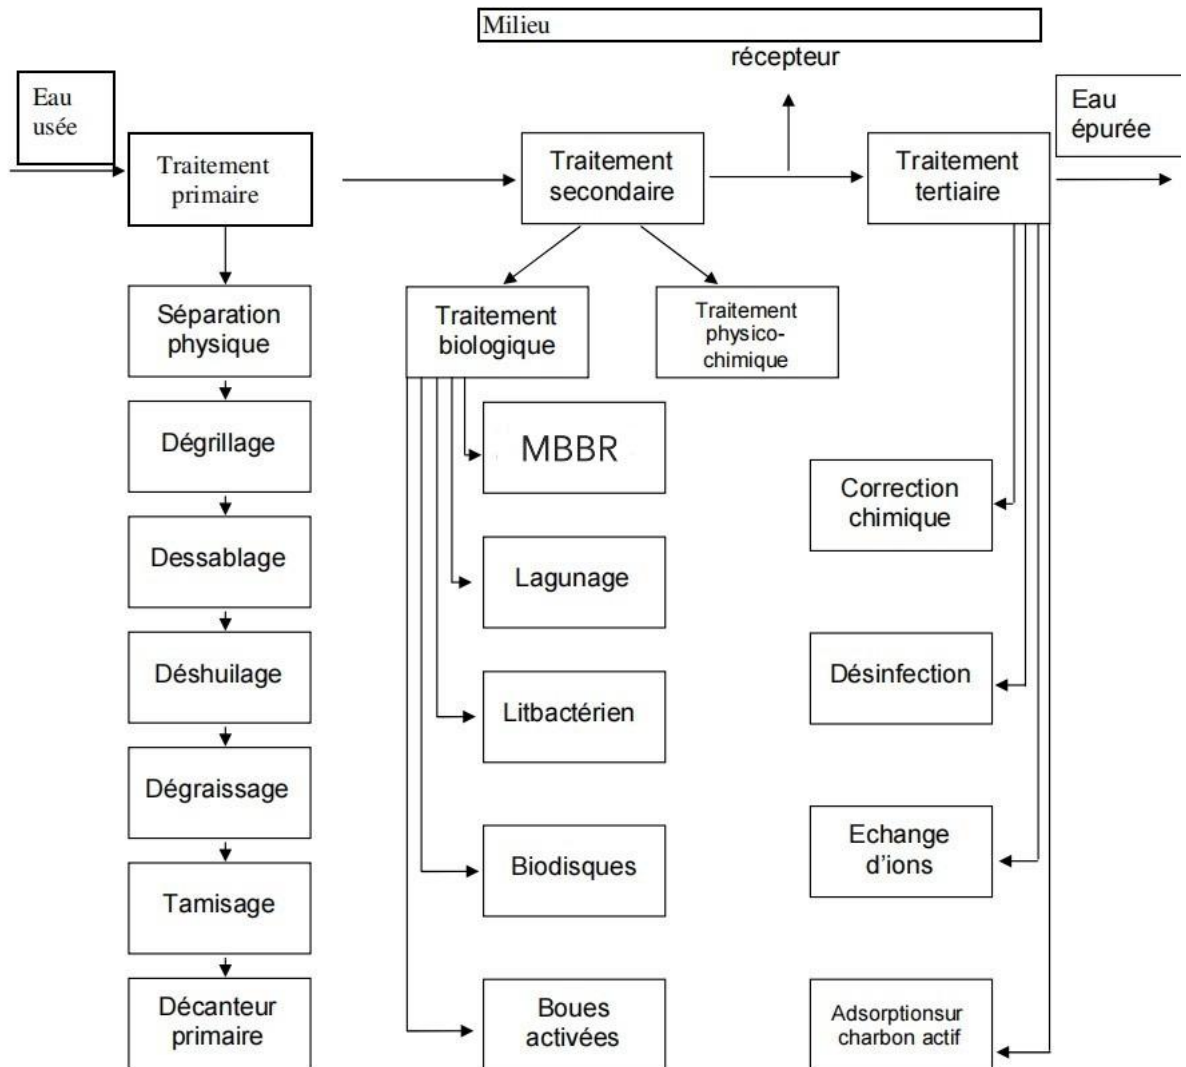 Milieu
récepteur
Eau
usée
Eau
épurée
Traitement
primaire
Traitement
secondaire
Traitement
tertiaire
Séparation
physique
Dégrillage
Dessablage
Déshuilage
Dégraissage
Tamisage
Décanteur
primaire
Traitement
biologique
Traitement
physico-
chimique
MBBR
Lagunage
Litbactérien
Biodisques
Boues
activées
Correction
chimique
Désinfection
Echange
d'ions
Adsorptionsur
charbon actif